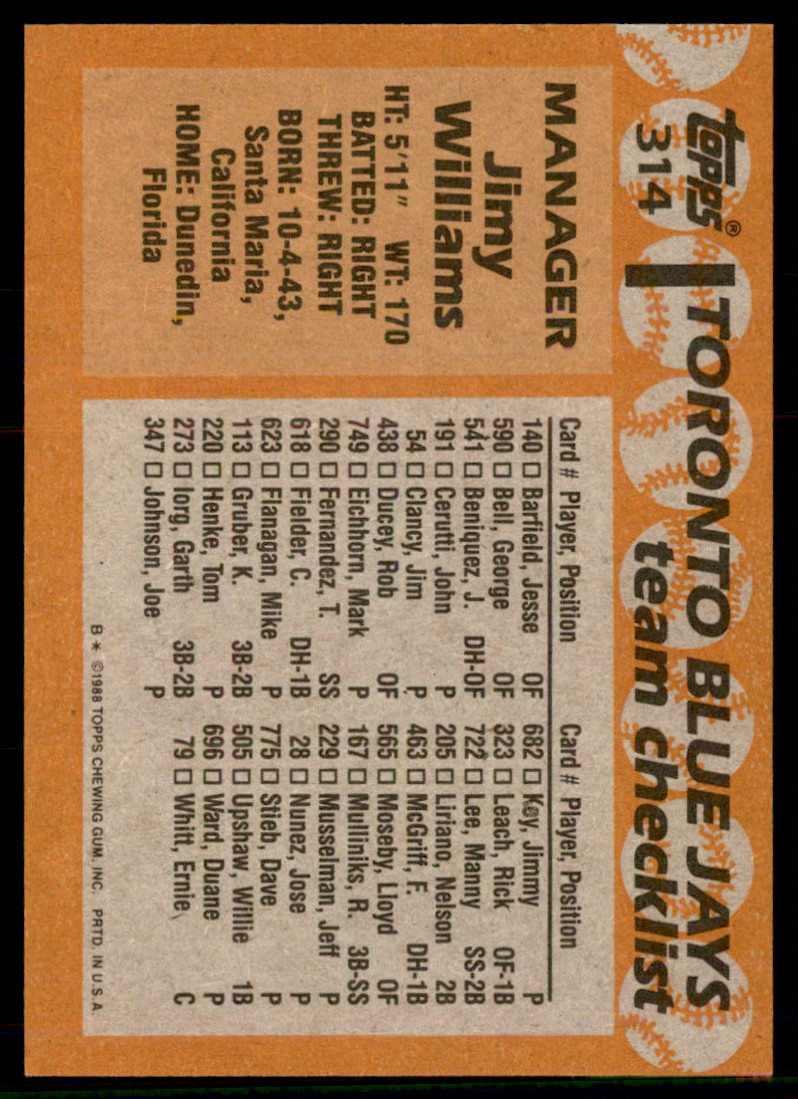 topps®
314
TORONTO BLUE JAYS
team checklist
MANAGER
Jimy
Williams
HT: 5'11" WT: 170
BATTED: RIGHT
THREW: RIGHT
BORN: 10-4-43,
Santa Maria,
California
HOME: Dunedin,
Florida
Card # Player, Position
140 □ Barfield, Jesse OF
590 □ Bell, George OF
541 □ Beniquez, J. DH-OF
191 □ Cerutti, John P
54 □ Clancy, Jim P
438 □ Ducey, Rob OF
749 □ Eichhorn, Mark P
290 □ Fernandez, T. SS
618 □ Fielder, C. DH-1B
623 □ Flanagan, Mike P
113 □ Gruber, K. 3B-2B
220 □ Henke, Tom P
273 □ Iorg, Garth 3B-2B
347 □ Johnson, Joe P
Card # Player, Position
682 □ Key, Jimmy P
323 □ Leach, Rick OF-1B
722 □ Lee, Manny SS-2B
205 □ Liriano, Nelson 2B
463 □ McGriff, F. DH-1B
565 □ Moseby, Lloyd OF
167 □ Mulliniks, R. 3B-SS
229 □ Musselman, Jeff P
28 □ Nunez, Jose P
775 □ Stieb, Dave P
505 □ Upshaw, Willie 1B
696 □ Ward, Duane P
79 □ Whitt, Ernie C
B* ©1988 TOPPS CHEWING GUM, INC. PRTD. IN U.S.A.